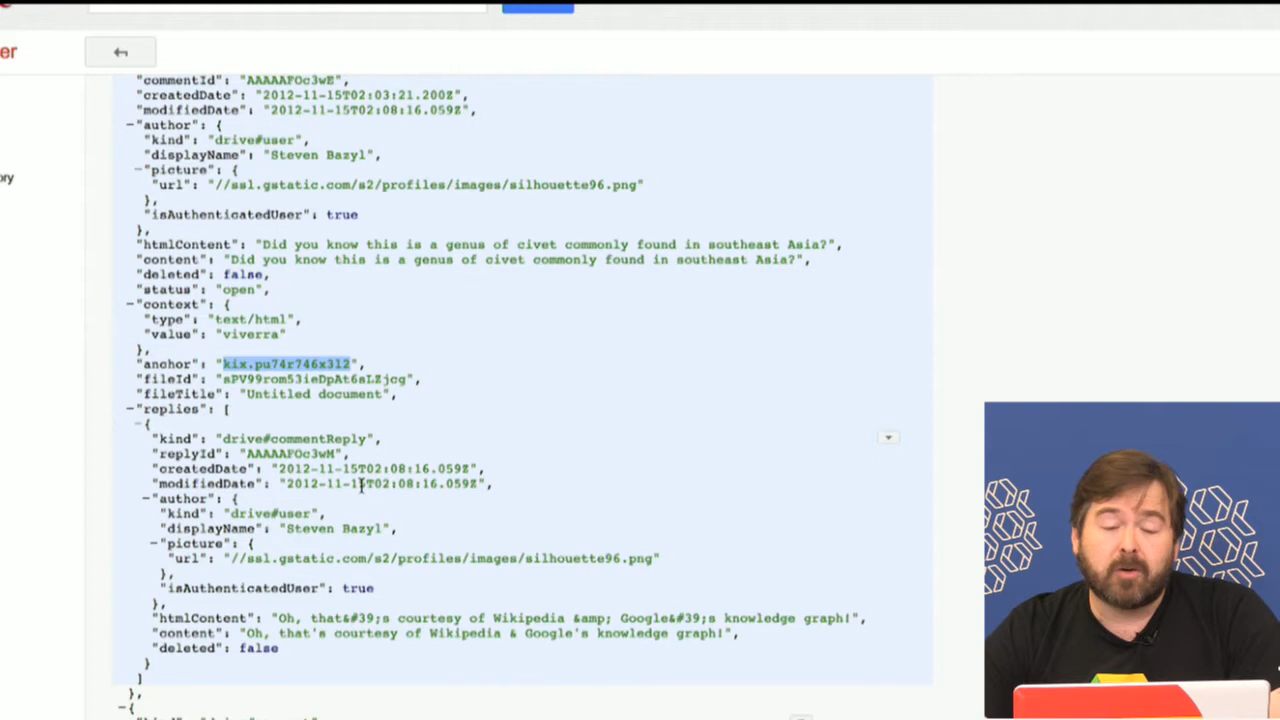 er
"commentId": "AAAAAFOc3wE",
"createdDate": "2012-11-15T02:03:21.200Z",
"modifiedDate": "2012-11-15T02:08:16.059Z",
−"author": {
"kind": "drive#user",
"displayName": "Steven Bazyl",
−"picture": {
"url": "//ssl.gstatic.com/s2/profiles/images/silhouette96.png"
},
"isAuthenticatedUser": true
},
"htmlContent": "Did you know this is a genus of civet commonly found in southeast Asia?",
"content": "Did you know this is a genus of civet commonly found in southeast Asia?",
"deleted": false,
"status": "open",
−"context": {
"type": "text/html",
"value": "viverra"
},
"anchor": "kix.pu74r746x312",
"fileId": "sPV99rom53ieDpAt6sLZjcg",
"fileTitle": "Untitled document",
−"replies": [
−{
"kind": "drive#commentReply",
"replyId": "AAAAAFOc3wM",
"createdDate": "2012-11-15T02:08:16.059Z",
"modifiedDate": "2012-11-15T02:08:16.059Z",
−"author": {
"kind": "drive#user",
"displayName": "Steven Bazyl",
−"picture": {
"url": "//ssl.gstatic.com/s2/profiles/images/silhouette96.png"
},
"isAuthenticatedUser": true
},
"htmlContent": "Oh, that&#39;s courtesy of Wikipedia &amp; Google&#39;s knowledge graph!",
"content": "Oh, that's courtesy of Wikipedia & Google's knowledge graph!",
"deleted": false
}
]
},
−{
ory